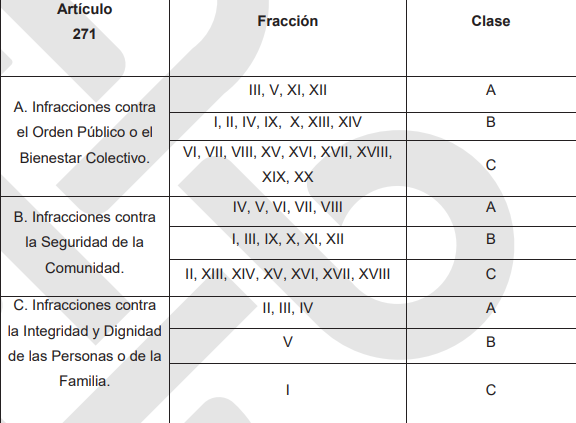 Artículo
271
Fracción
Clase
A. Infracciones contra
el Orden Público o el
Bienestar Colectivo.
III, V, XI, XII
A
I, II, IV, IX, X, XIII, XIV
B
VI, VII, VIII, XV, XVI, XVII, XVIII,
XIX, XX
C
B. Infracciones contra
la Seguridad de la
Comunidad.
IV, V, VI, VII, VIII
A
I, III, IX, X, XI, XII
B
II, XIII, XIV, XV, XVI, XVII, XVIII
C
C. Infracciones contra
la Integridad y Dignidad
de las Personas o de la
Familia.
II, III, IV
A
V
B
I
C